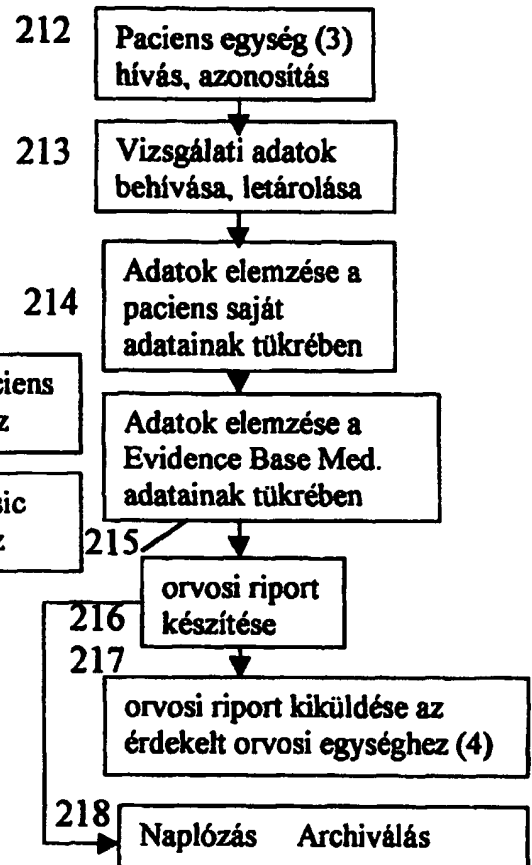 212
Paciens egység (3)
hívás, azonosítás
213
Vizsgálati adatok
behívása, letárolása
214
Adatok elemzése a
paciens saját
adatainak tükrében
Adatok elemzése a
Evidence Base Med.
adatainak tükrében
215
orvosi riport
készítése
216
217
orvosi riport kiküldése az
érdekelt orvosi egységhez (4)
218
Naplózás Archiválás